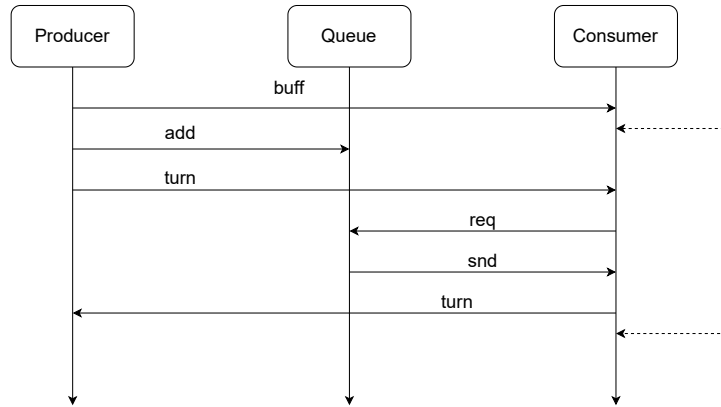 Producer
Queue
Consumer
buff
add
turn
req
snd
turn